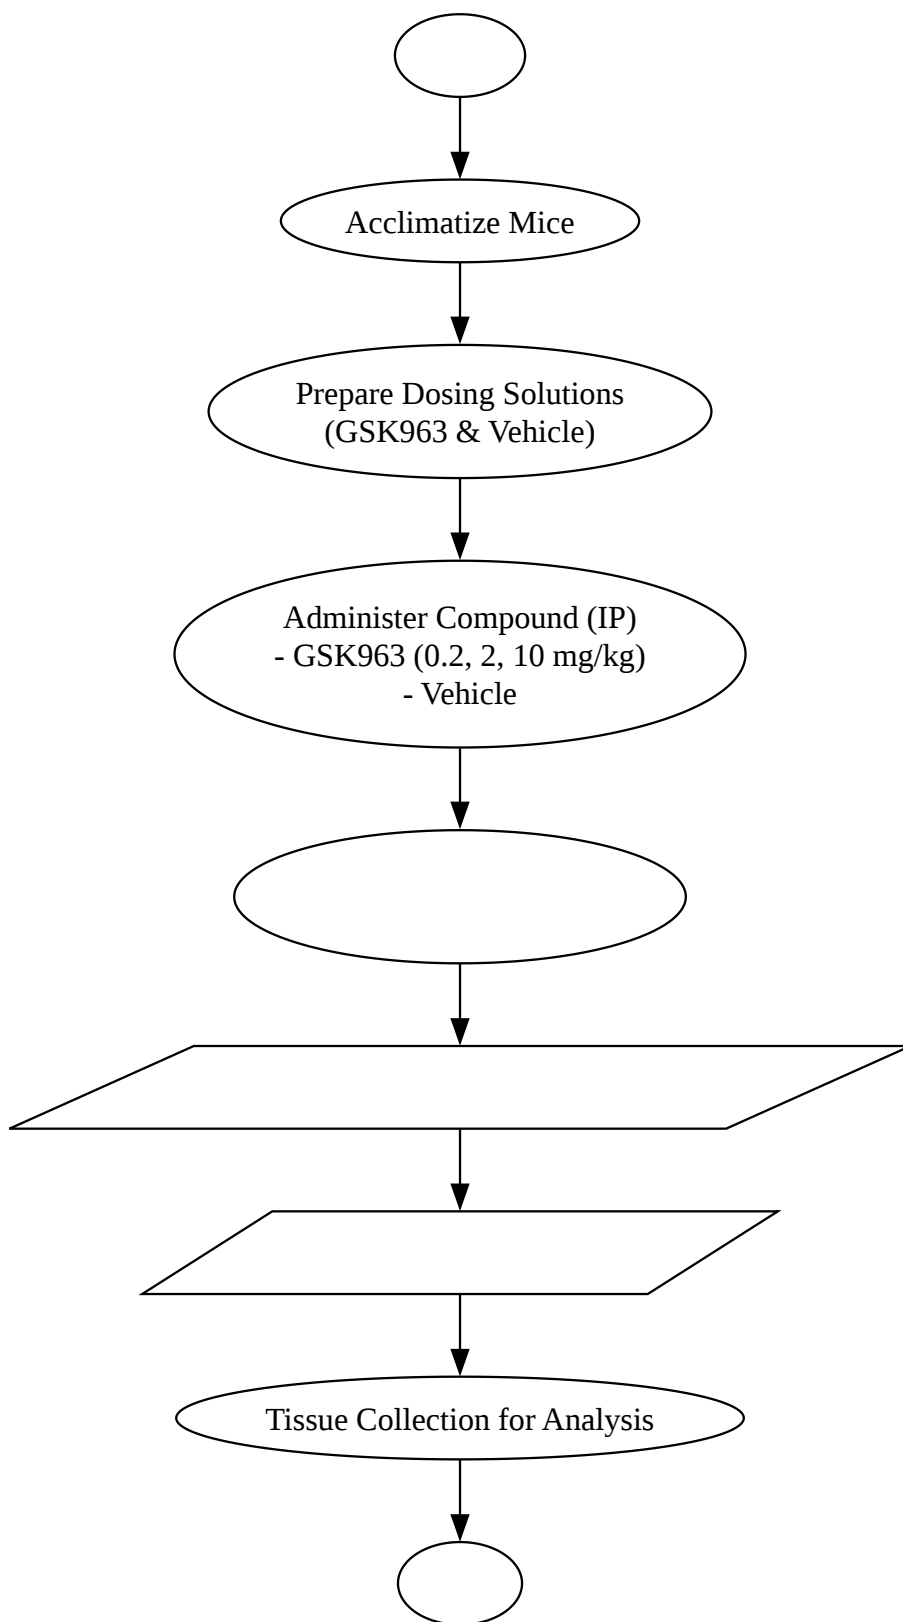 Acclimatize Mice
Prepare Dosing Solutions
(GSK963 & Vehicle)
Administer Compound (IP)
- GSK963 (0.2, 2, 10 mg/kg)
- Vehicle
Tissue Collection for Analysis